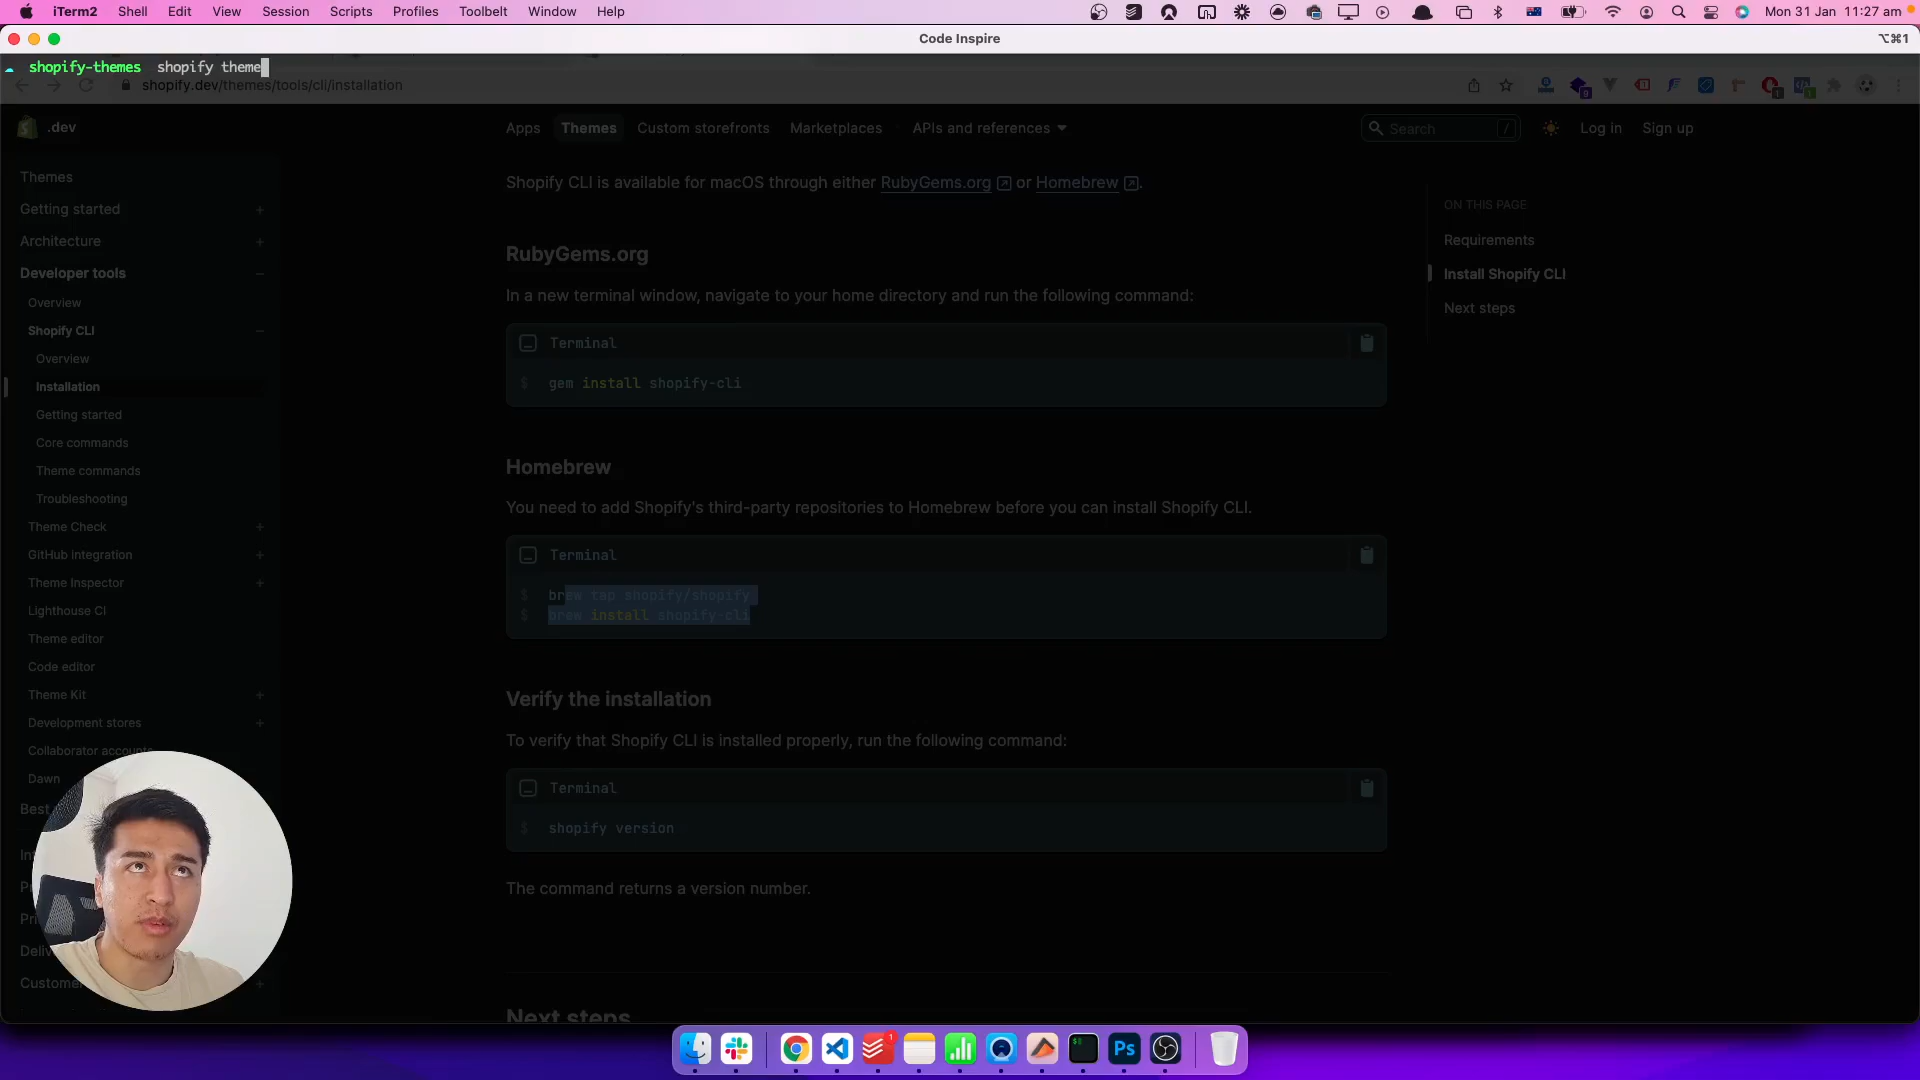 iTerm2 Shell Edit View Session Scripts Profiles Toolbelt Window Help Mon 31 Jan 11:27 am
Code Inspire ⌥⌘1
shopify-themes shopify theme
shopify.dev/themes/tools/cli/installation
.dev Apps Themes Custom storefronts Marketplaces APIs and references Search / Log in Sign up
Themes
Getting started +
Architecture +
Developer tools −
Overview
Shopify CLI −
Overview
Installation
Getting started
Core commands
Theme commands
Troubleshooting
Theme Check +
GitHub integration +
Theme Inspector +
Lighthouse CI
Theme editor
Code editor
Theme Kit +
Development stores +
Collaborator accounts
Dawn
Best
Deliv
Customer +
Shopify CLI is available for macOS through either RubyGems.org or Homebrew.
RubyGems.org
In a new terminal window, navigate to your home directory and run the following command:
Terminal
$ gem install shopify-cli
Homebrew
You need to add Shopify's third-party repositories to Homebrew before you can install Shopify CLI.
Terminal
$ brew tap shopify/shopify
$ brew install shopify-cli
Verify the installation
To verify that Shopify CLI is installed properly, run the following command:
Terminal
$ shopify version
The command returns a version number.
Next steps
ON THIS PAGE
Requirements
Install Shopify CLI
Next steps
1
Ps